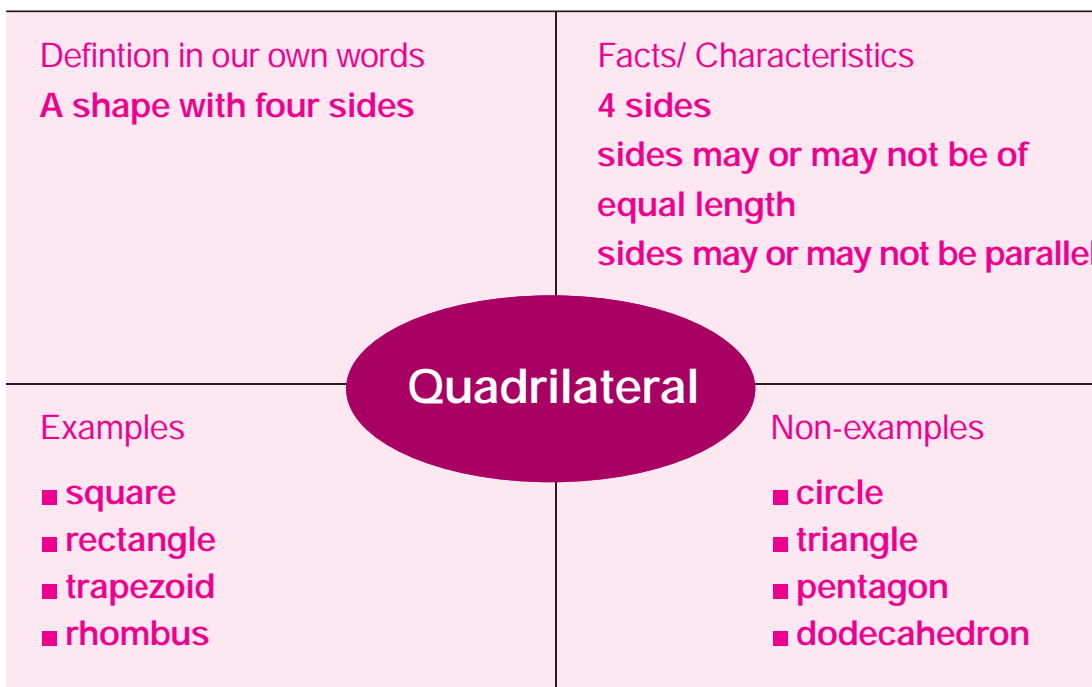 Defintion in our own words
A shape with four sides
Facts/ Characteristics
4 sides
sides may or may not be of
equal length
sides may or may not be parallel
Quadrilateral
Examples
■ square
■ rectangle
■ trapezoid
■ rhombus
Non-examples
■ circle
■ triangle
■ pentagon
■ dodecahedron